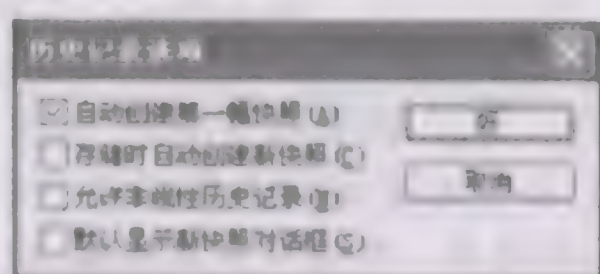 历史记录选项
自动创建第一幅快照(A)
存储时自动创建新快照(C)
允许非线性历史记录(N)
默认显示新快照对话框(S)
好
取消